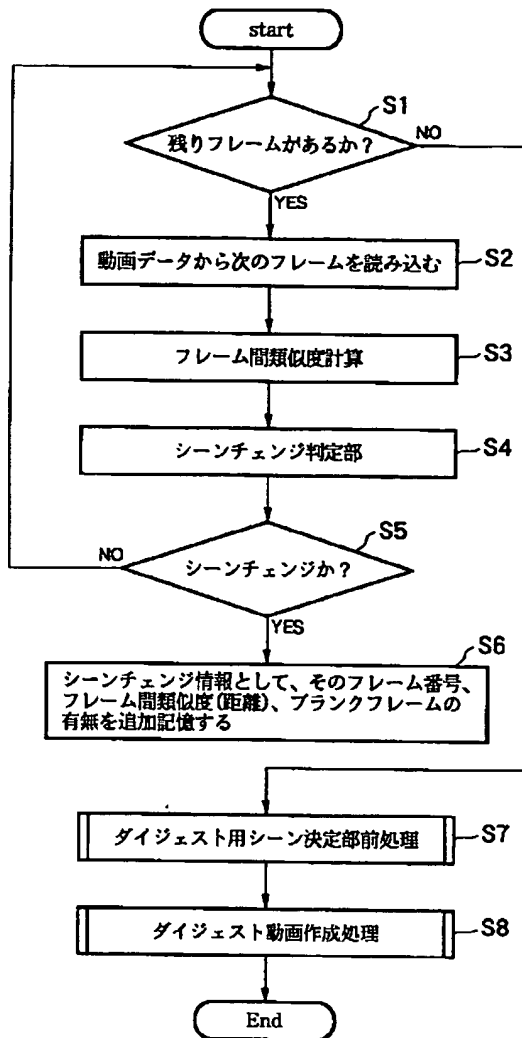 start
S1
残りフレームがあるか？
NO
YES
動画データから次のフレームを読み込む
S2
フレーム間類似度計算
S3
シーンチェンジ判定部
S4
S5
NO
シーンチェンジか？
YES
S6
シーンチェンジ情報として、そのフレーム番号、
フレーム間類似度(距離)、ブランクフレームの
有無を追加記憶する
ダイジェスト用シーン決定部前処理
S7
ダイジェスト動画作成処理
S8
End